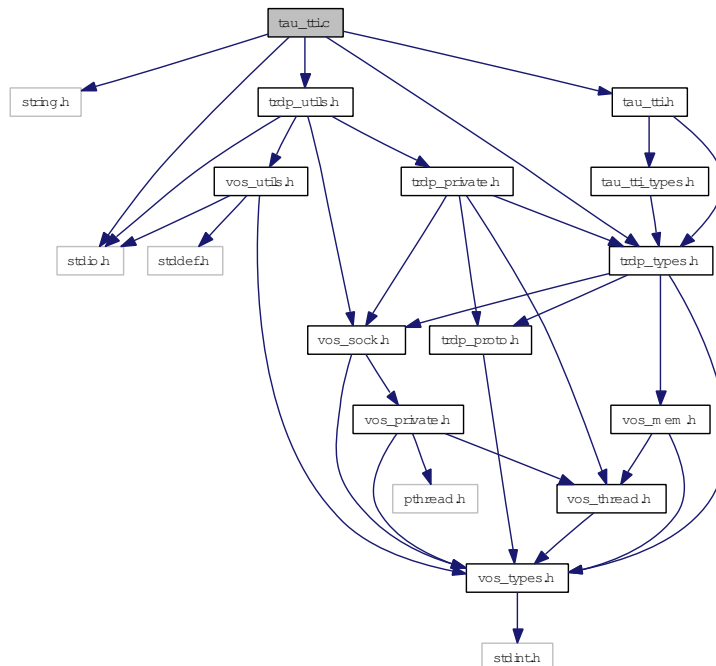 tau_tti.c
string.h
trdp_utils.h
tau_tti.h
vos_utils.h
trdp_private.h
tau_tti_types.h
stdio.h
stddef.h
trdp_types.h
vos_sock.h
trdp_proto.h
vos_private.h
vos_mem.h
pthread.h
vos_thread.h
vos_types.h
stdint.h